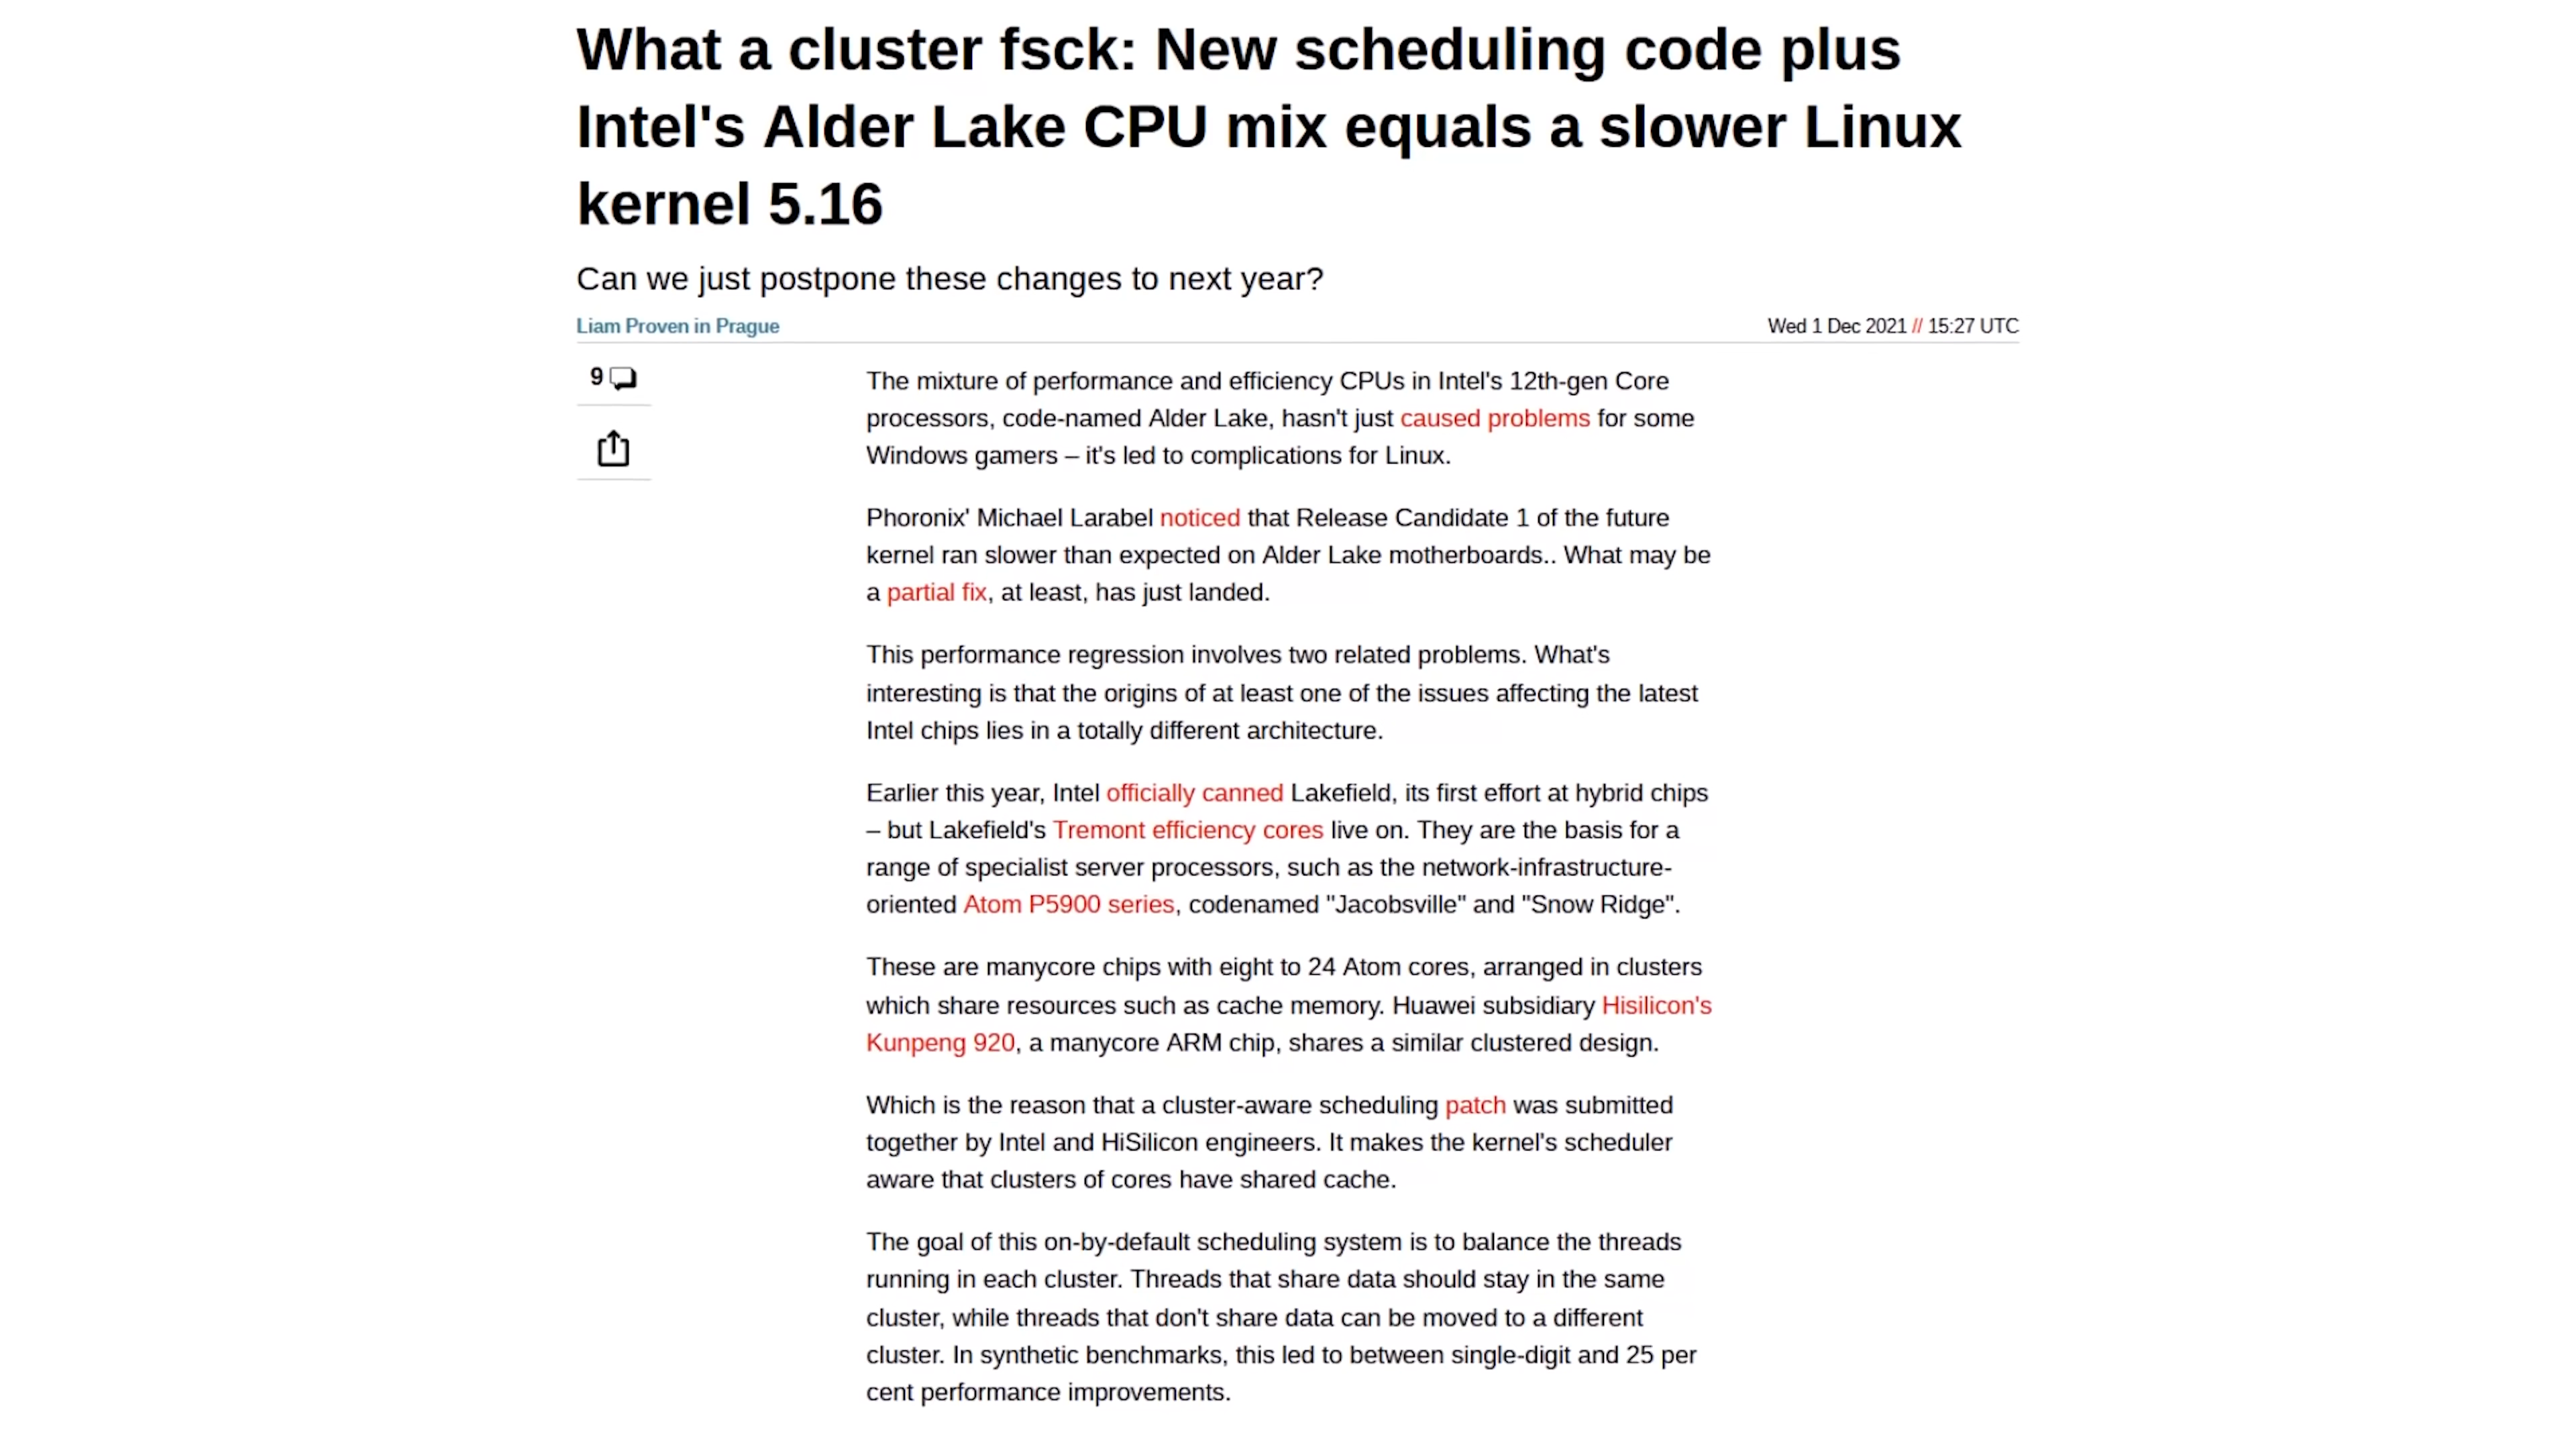 What a cluster fsck: New scheduling code plus
Intel's Alder Lake CPU mix equals a slower Linux
kernel 5.16
Can we just postpone these changes to next year?
Liam Proven in Prague
Wed 1 Dec 2021 // 15:27 UTC
9
The mixture of performance and efficiency CPUs in Intel's 12th-gen Core
processors, code-named Alder Lake, hasn't just caused problems for some
Windows gamers – it's led to complications for Linux.
Phoronix' Michael Larabel noticed that Release Candidate 1 of the future
kernel ran slower than expected on Alder Lake motherboards.. What may be
a partial fix, at least, has just landed.
This performance regression involves two related problems. What's
interesting is that the origins of at least one of the issues affecting the latest
Intel chips lies in a totally different architecture.
Earlier this year, Intel officially canned Lakefield, its first effort at hybrid chips
– but Lakefield's Tremont efficiency cores live on. They are the basis for a
range of specialist server processors, such as the network-infrastructure-
oriented Atom P5900 series, codenamed "Jacobsville" and "Snow Ridge".
These are manycore chips with eight to 24 Atom cores, arranged in clusters
which share resources such as cache memory. Huawei subsidiary Hisilicon's
Kunpeng 920, a manycore ARM chip, shares a similar clustered design.
Which is the reason that a cluster-aware scheduling patch was submitted
together by Intel and HiSilicon engineers. It makes the kernel's scheduler
aware that clusters of cores have shared cache.
The goal of this on-by-default scheduling system is to balance the threads
running in each cluster. Threads that share data should stay in the same
cluster, while threads that don't share data can be moved to a different
cluster. In synthetic benchmarks, this led to between single-digit and 25 per
cent performance improvements.